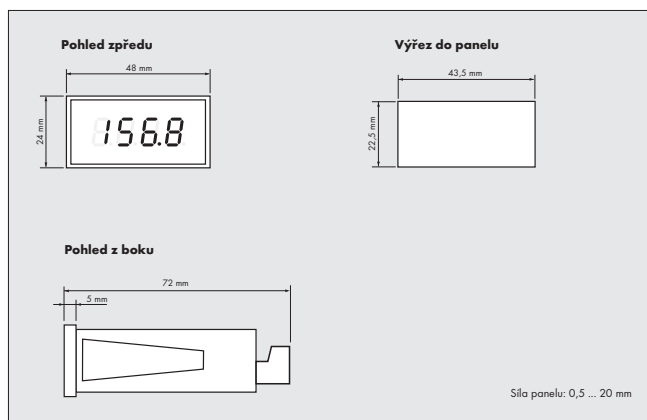 Pohled zpředu
48 mm
24 mm
156.8
Výřez do panelu
43,5 mm
22,5 mm
Pohled z boku
72 mm
5 mm
Síla panelu: 0,5 ... 20 mm